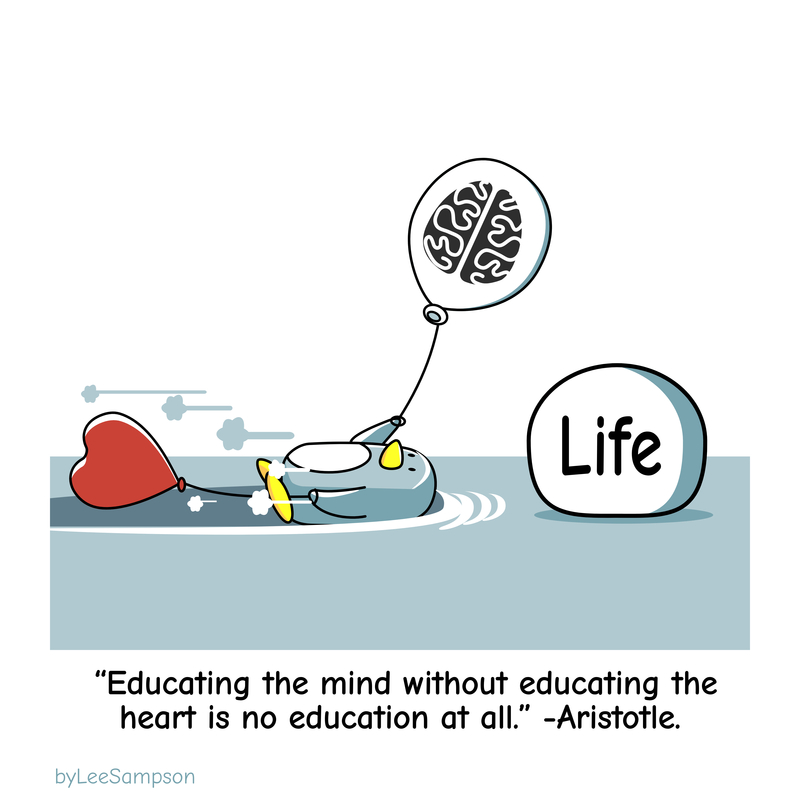 Life
“Educating the mind without educating the
heart is no education at all.” -Aristotle.
byLeeSampson